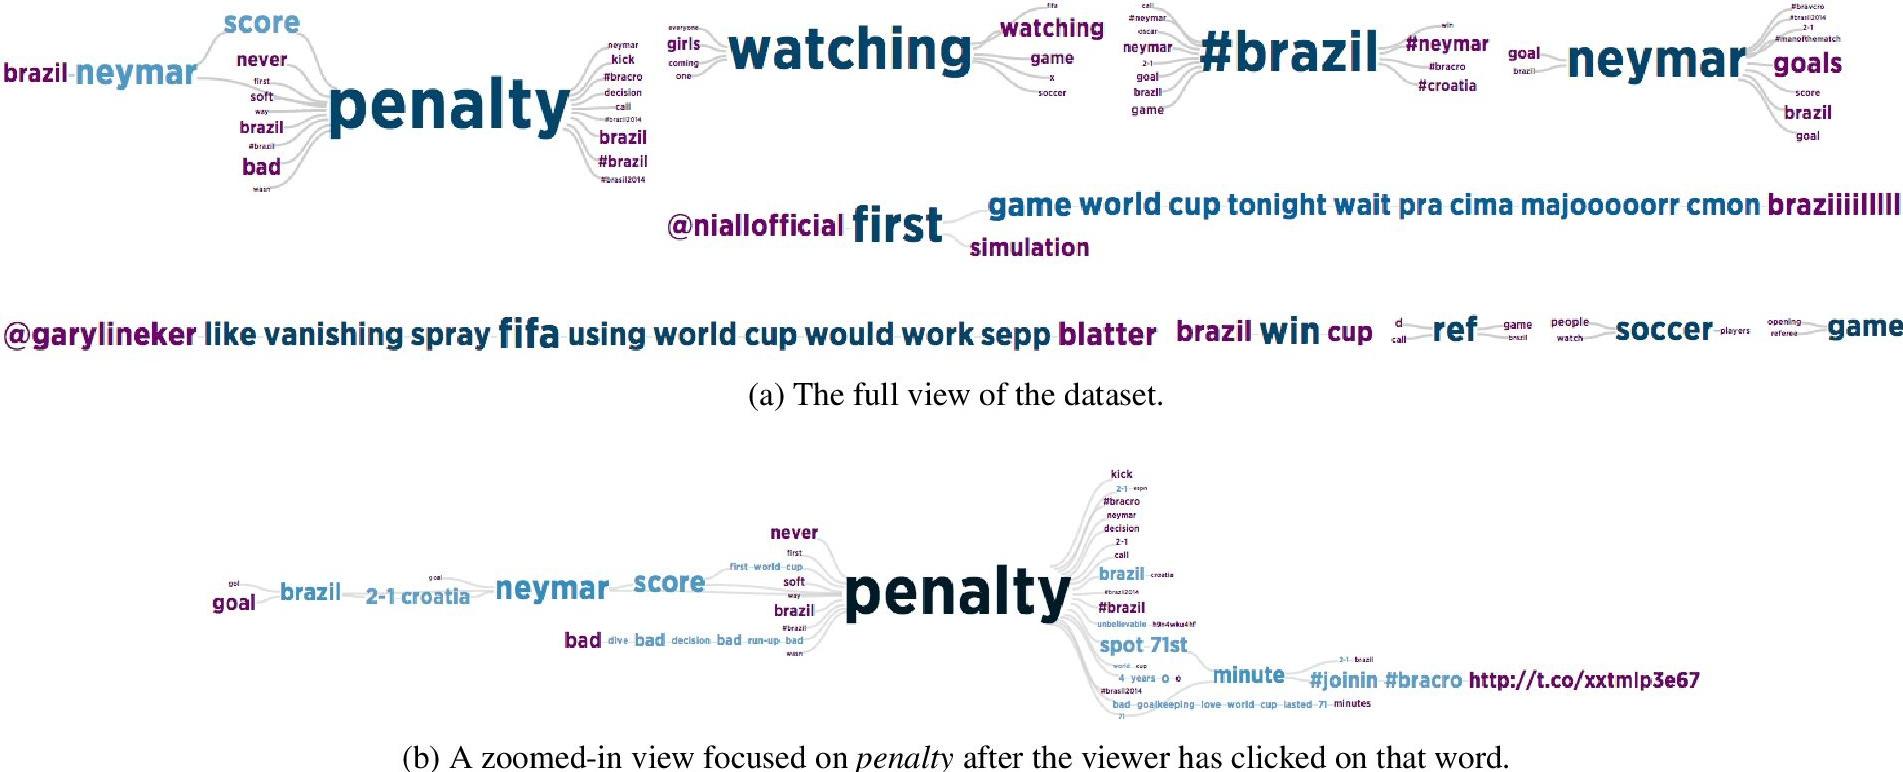 brazil neymar score
never
first
soft
way
brazil
#brazil
bad
penalty
neymar
kick
#bracro
decision
call
#brazil2014
brazil
#brazil
#brasil2014
everyone
girls
coming
one
watching
fifa
watching
game
x
soccer
call
#neymar
oscar
neymar
2-1
goal
brazil
game
#brazil
win
#neymar
#bracro
#croatia
goal
brazil
neymar
#bravcro
#brasil2014
2-1
#manofthematch
goals
score
brazil
goal
@niallofficial first game world cup tonight wait pra cima majooooorr cmon braziiiilllll
simulation
@garylineker like vanishing spray fifa using world cup would work sepp blatter
brazil win cup
d
call
ref
game
brazil
people
watch
soccer players
opening
referee
game
(a) The full view of the dataset.
gol
goal
brazil 2-1 croatia
goal
neymar score
first world cup
never
first
soft
way
brazil
#brazil
bad dive bad decision bad run-up bad
penalty
kick
2-1 espn
#bracro
neymar
decision
2-1
call
brazil croatia
#brazil2014
#brazil
unbelievable
spot 71st
world cup
4 years 0 0
#brasil2014
bad goalkeeping love world cup lasted 71 minutes
71
minute
2-1 brazil
#joinin #bracro http://t.co/xxtmlp3e67
(b) A zoomed-in view focused on penalty after the viewer has clicked on that word.